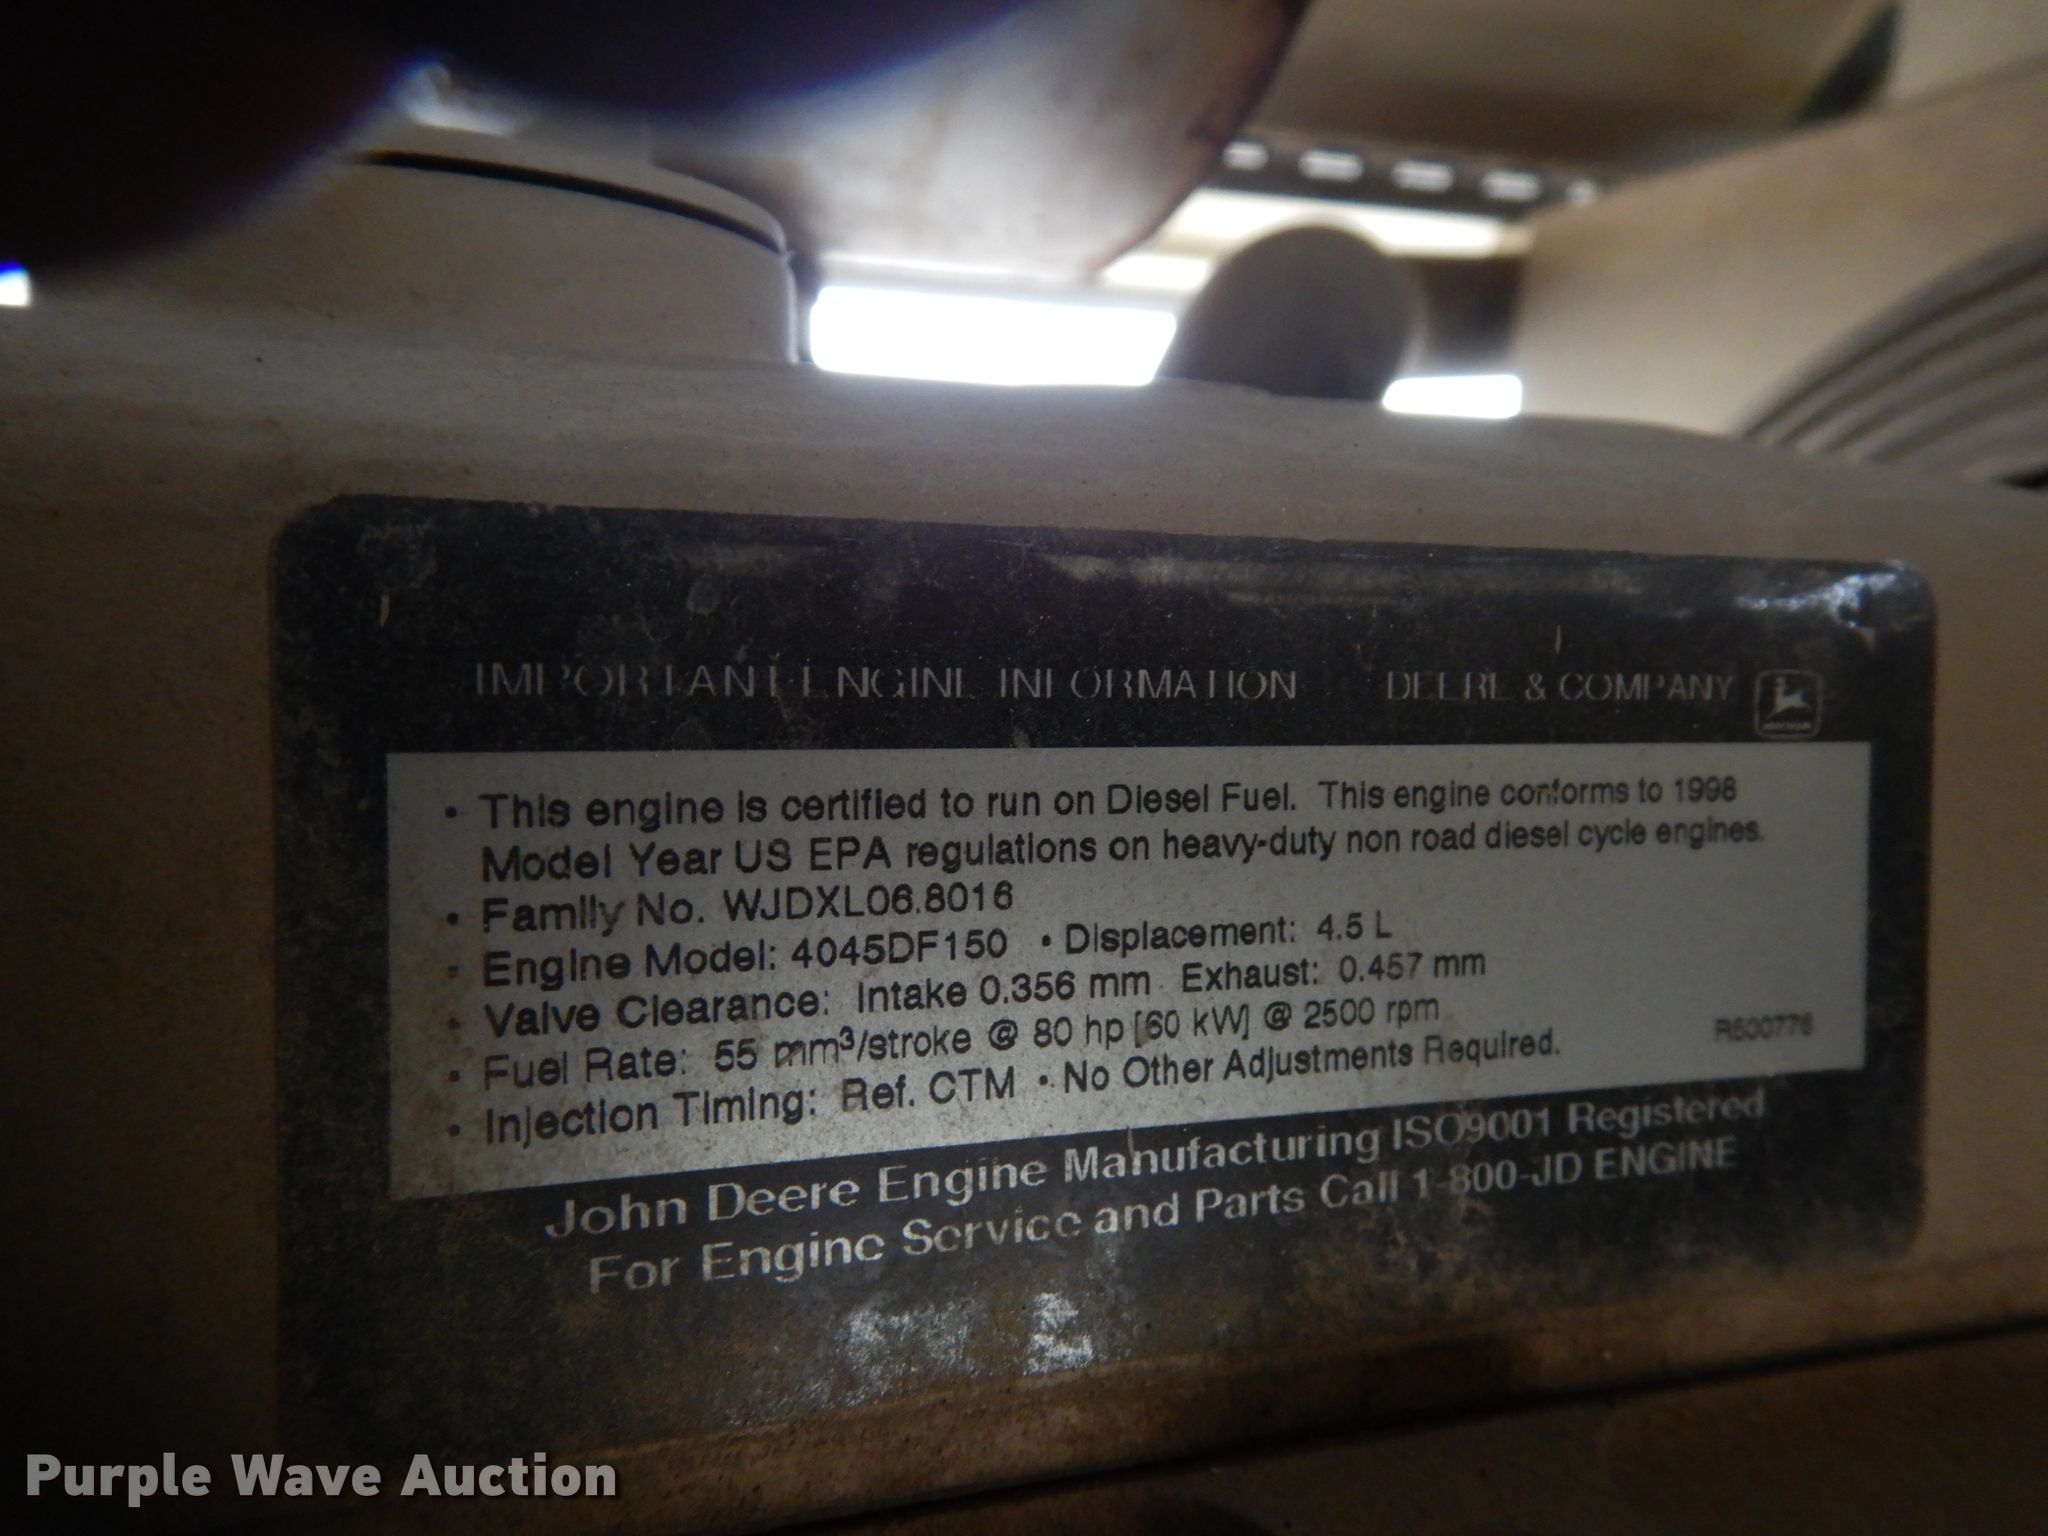 IMPORTANT ENGINE INFORMATION DEERE & COMPANY
• This engine is certified to run on Diesel Fuel. This engine conforms to 1998
Model Year US EPA regulations on heavy-duty non road diesel cycle engines.
• Family No. WJDXL06.8016
• Engine Model: 4045DF150 • Displacement: 4.5 L
• Valve Clearance: Intake 0.356 mm Exhaust: 0.457 mm
• Fuel Rate: 55 mm³/stroke @ 80 hp [60 kW] @ 2500 rpm
• Injection Timing: Ref. CTM • No Other Adjustments Required.
R500776
John Deere Engine Manufacturing ISO9001 Registered
For Engine Service and Parts Call 1-800-JD ENGINE
Purple Wave Auction